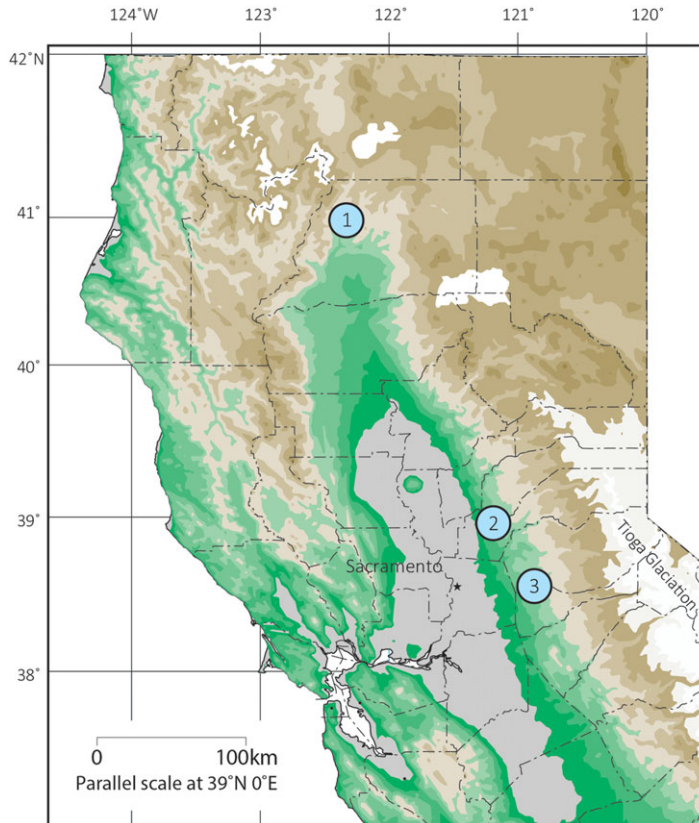 124°W 123° 122° 121° 120°
42°N
41°
1
40°
39°
2
Sacramento
3
Tioga Glaciation
38°
0 100km
Parallel scale at 39°N 0°E